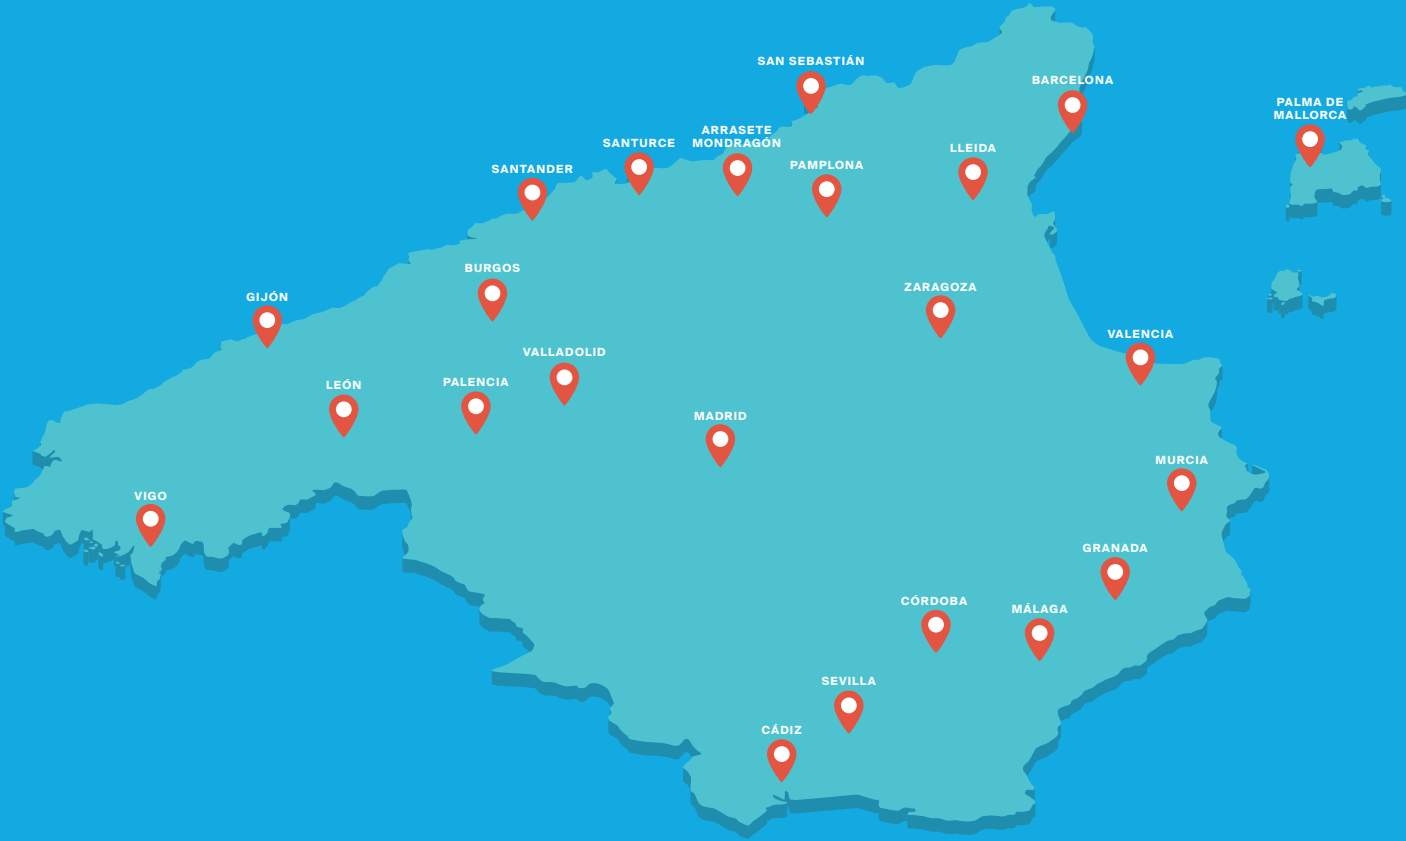 SAN SEBASTIÁN
BARCELONA
PALMA DE
MALLORCA
ARRASETE
MONDRAGÓN
SANTURCE
LLEIDA
PAMPLONA
SANTANDER
BURGOS
ZARAGOZA
GIJÓN
VALENCIA
VALLADOLID
PALENCIA
LEÓN
MADRID
MURCIA
VIGO
GRANADA
CÓRDOBA
MÁLAGA
SEVILLA
CÁDIZ